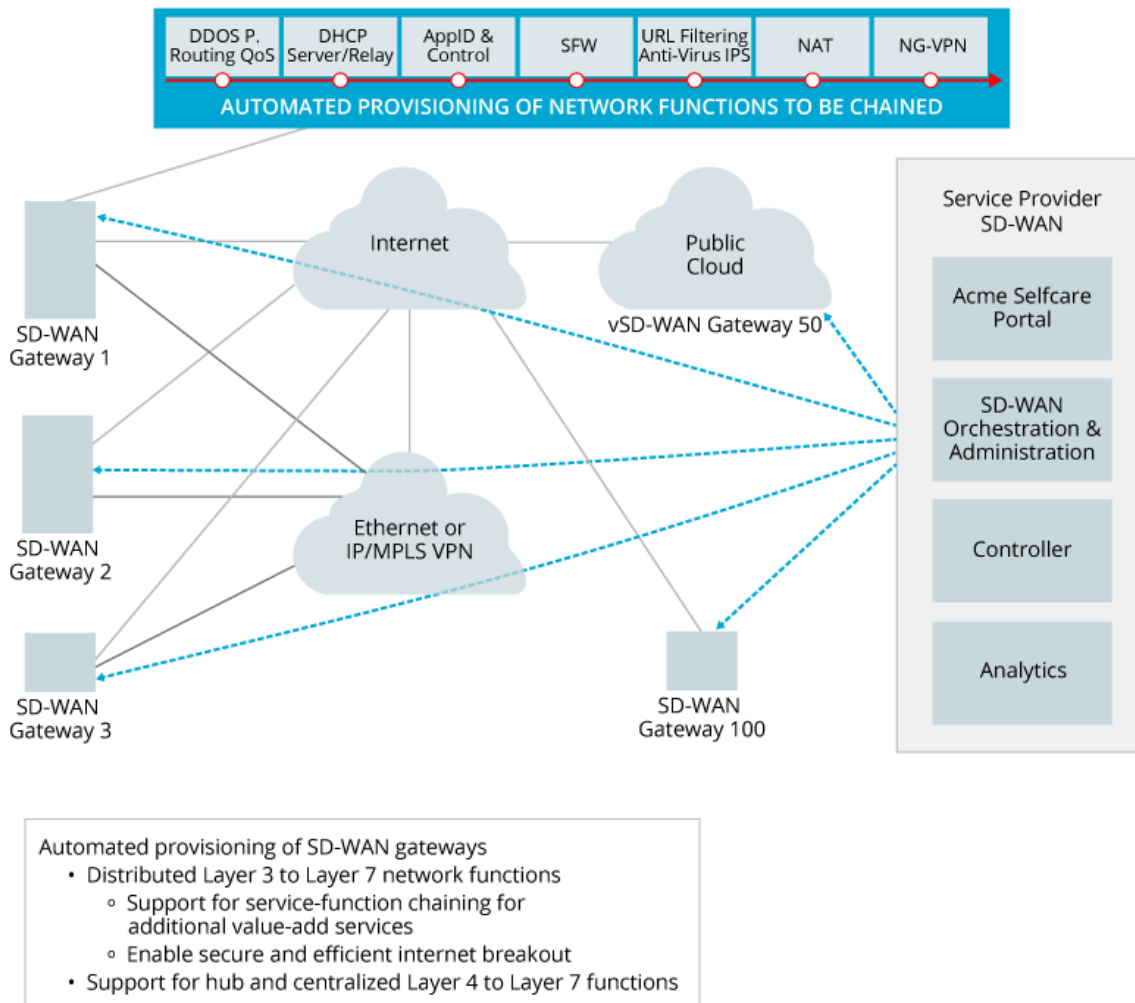 DDOS P.
Routing QoS
DHCP
Server/Relay
AppID &
Control
SFW
URL Filtering
Anti-Virus IPS
NAT
NG-VPN
AUTOMATED PROVISIONING OF NETWORK FUNCTIONS TO BE CHAINED
SD-WAN
Gateway 1
Internet
Public
Cloud
vSD-WAN Gateway 50
SD-WAN
Gateway 2
Ethernet or
IP/MPLS VPN
SD-WAN
Gateway 3
SD-WAN
Gateway 100
Service Provider
SD-WAN
Acme Selfcare
Portal
SD-WAN
Orchestration &
Administration
Controller
Analytics
Automated provisioning of SD-WAN gateways
• Distributed Layer 3 to Layer 7 network functions
○ Support for service-function chaining for
additional value-add services
○ Enable secure and efficient internet breakout
• Support for hub and centralized Layer 4 to Layer 7 functions